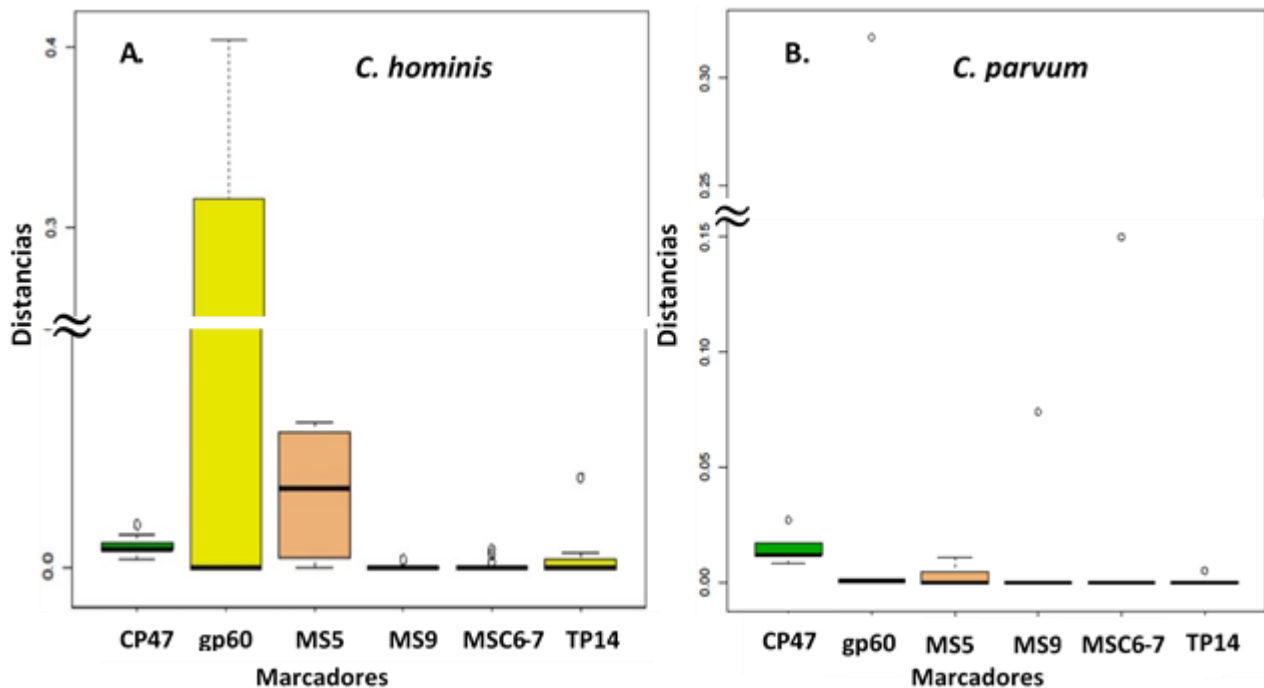 A.
C. hominis
0.4
0.3
0.0
Distancias
CP47 gp60 MS5 MS9 MSC6-7 TP14
Marcadores
B.
C. parvum
0.30
0.25
0.15
0.10
0.05
0.00
Distancias
CP47 gp60 MS5 MS9 MSC6-7 TP14
Marcadores